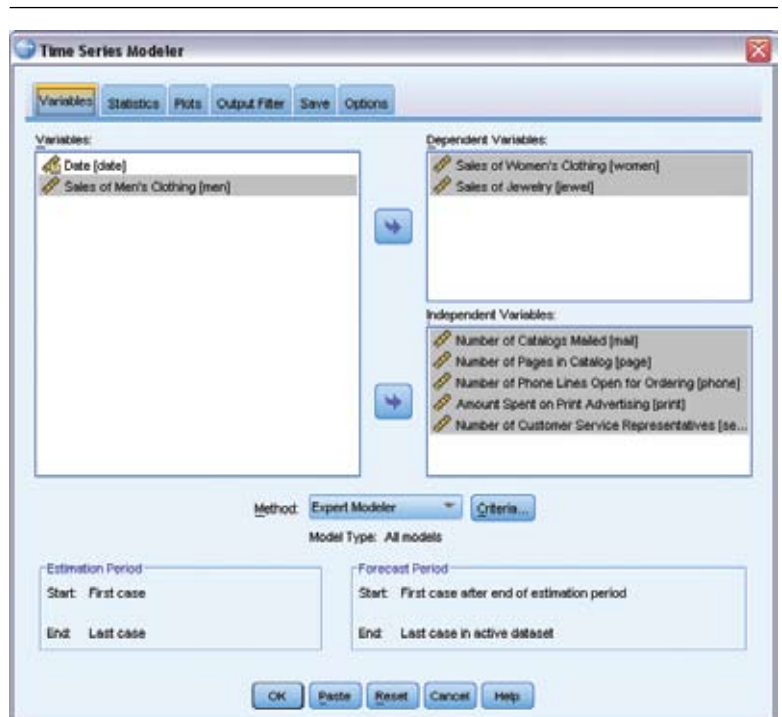 Time Series Modeler
Variables Statistics Plots Output Filter Save Options
Variables:
Date [date]
Sales of Men's Clothing [men]
Dependent Variables:
Sales of Women's Clothing [women]
Sales of Jewelry [jewel]
Independent Variables:
Number of Catalogs Mailed [mail]
Number of Pages in Catalog [page]
Number of Phone Lines Open for Ordering [phone]
Amount Spent on Print Advertising [print]
Number of Customer Service Representatives [se...
Method: Expert Modeler Criteria...
Model Type: All models
Estimation Period
Start: First case
End: Last case
Forecast Period
Start: First case after end of estimation period
End: Last case in active dataset
OK Paste Reset Cancel Help